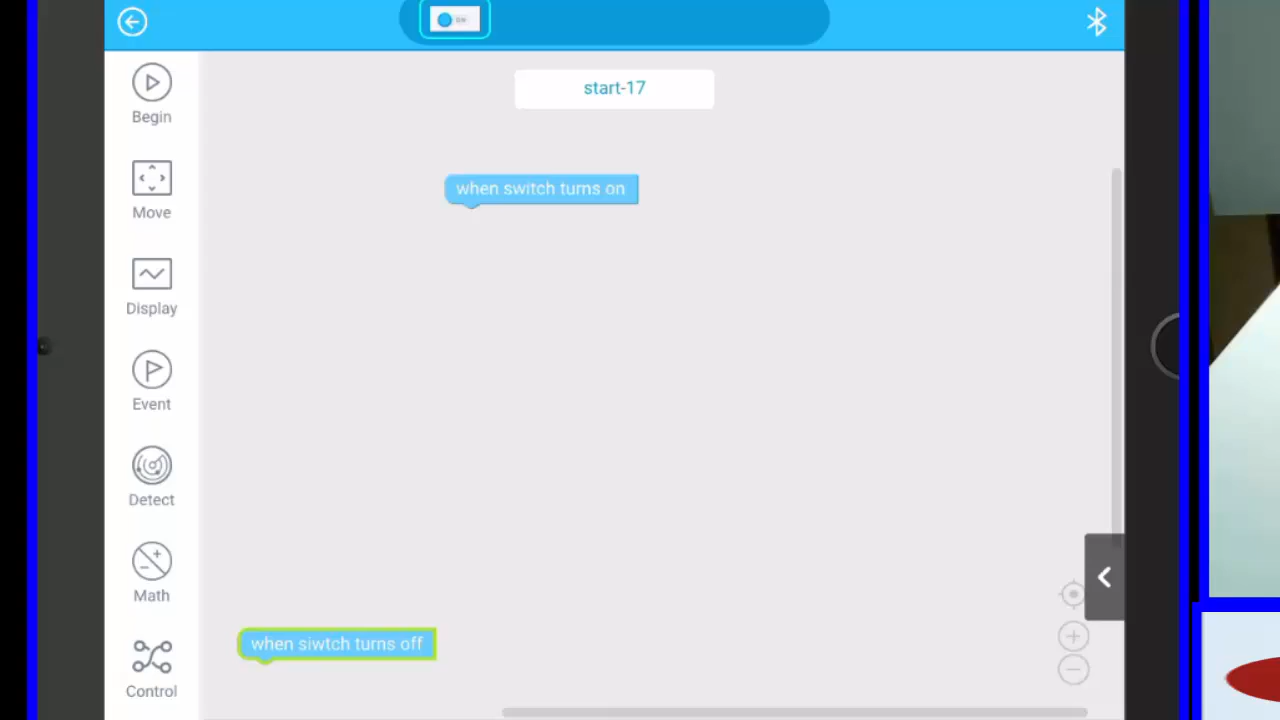 start-17
Begin
when switch turns on
Move
Display
Event
Detect
Math
when siwtch turns off
Control